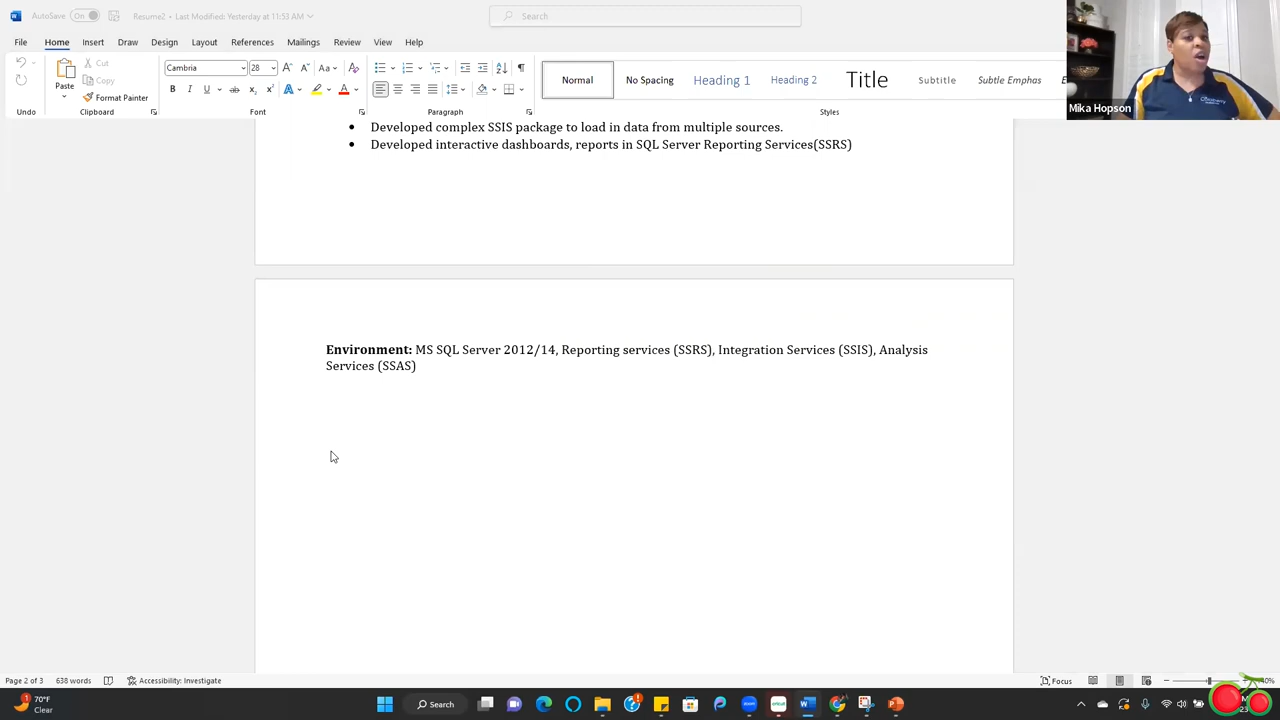 AutoSave On Resume2 - Last Modified: Yesterday at 11:53 AM Search
File Home Insert Draw Design Layout References Mailings Review View Help
Paste Cut Copy Format Painter
Cambria 28
Normal No Spacing Heading 1 Heading 2 Title Subtitle Subtle Emphas
Undo Clipboard Font Paragraph Styles
Mika Hopson
• Developed complex SSIS package to load in data from multiple sources.
• Developed interactive dashboards, reports in SQL Server Reporting Services(SSRS)
Environment: MS SQL Server 2012/14, Reporting services (SSRS), Integration Services (SSIS), Analysis
Services (SSAS)
Page 2 of 3 638 words Accessibility: Investigate Focus
70°F
Clear
Search